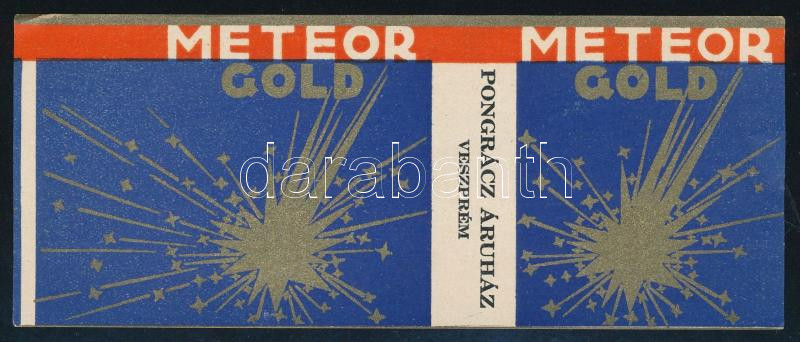 METEOR
GOLD
PONGRÁCZ ÁRUHÁZ
VESZPRÉM
METEOR
GOLD
darabanth